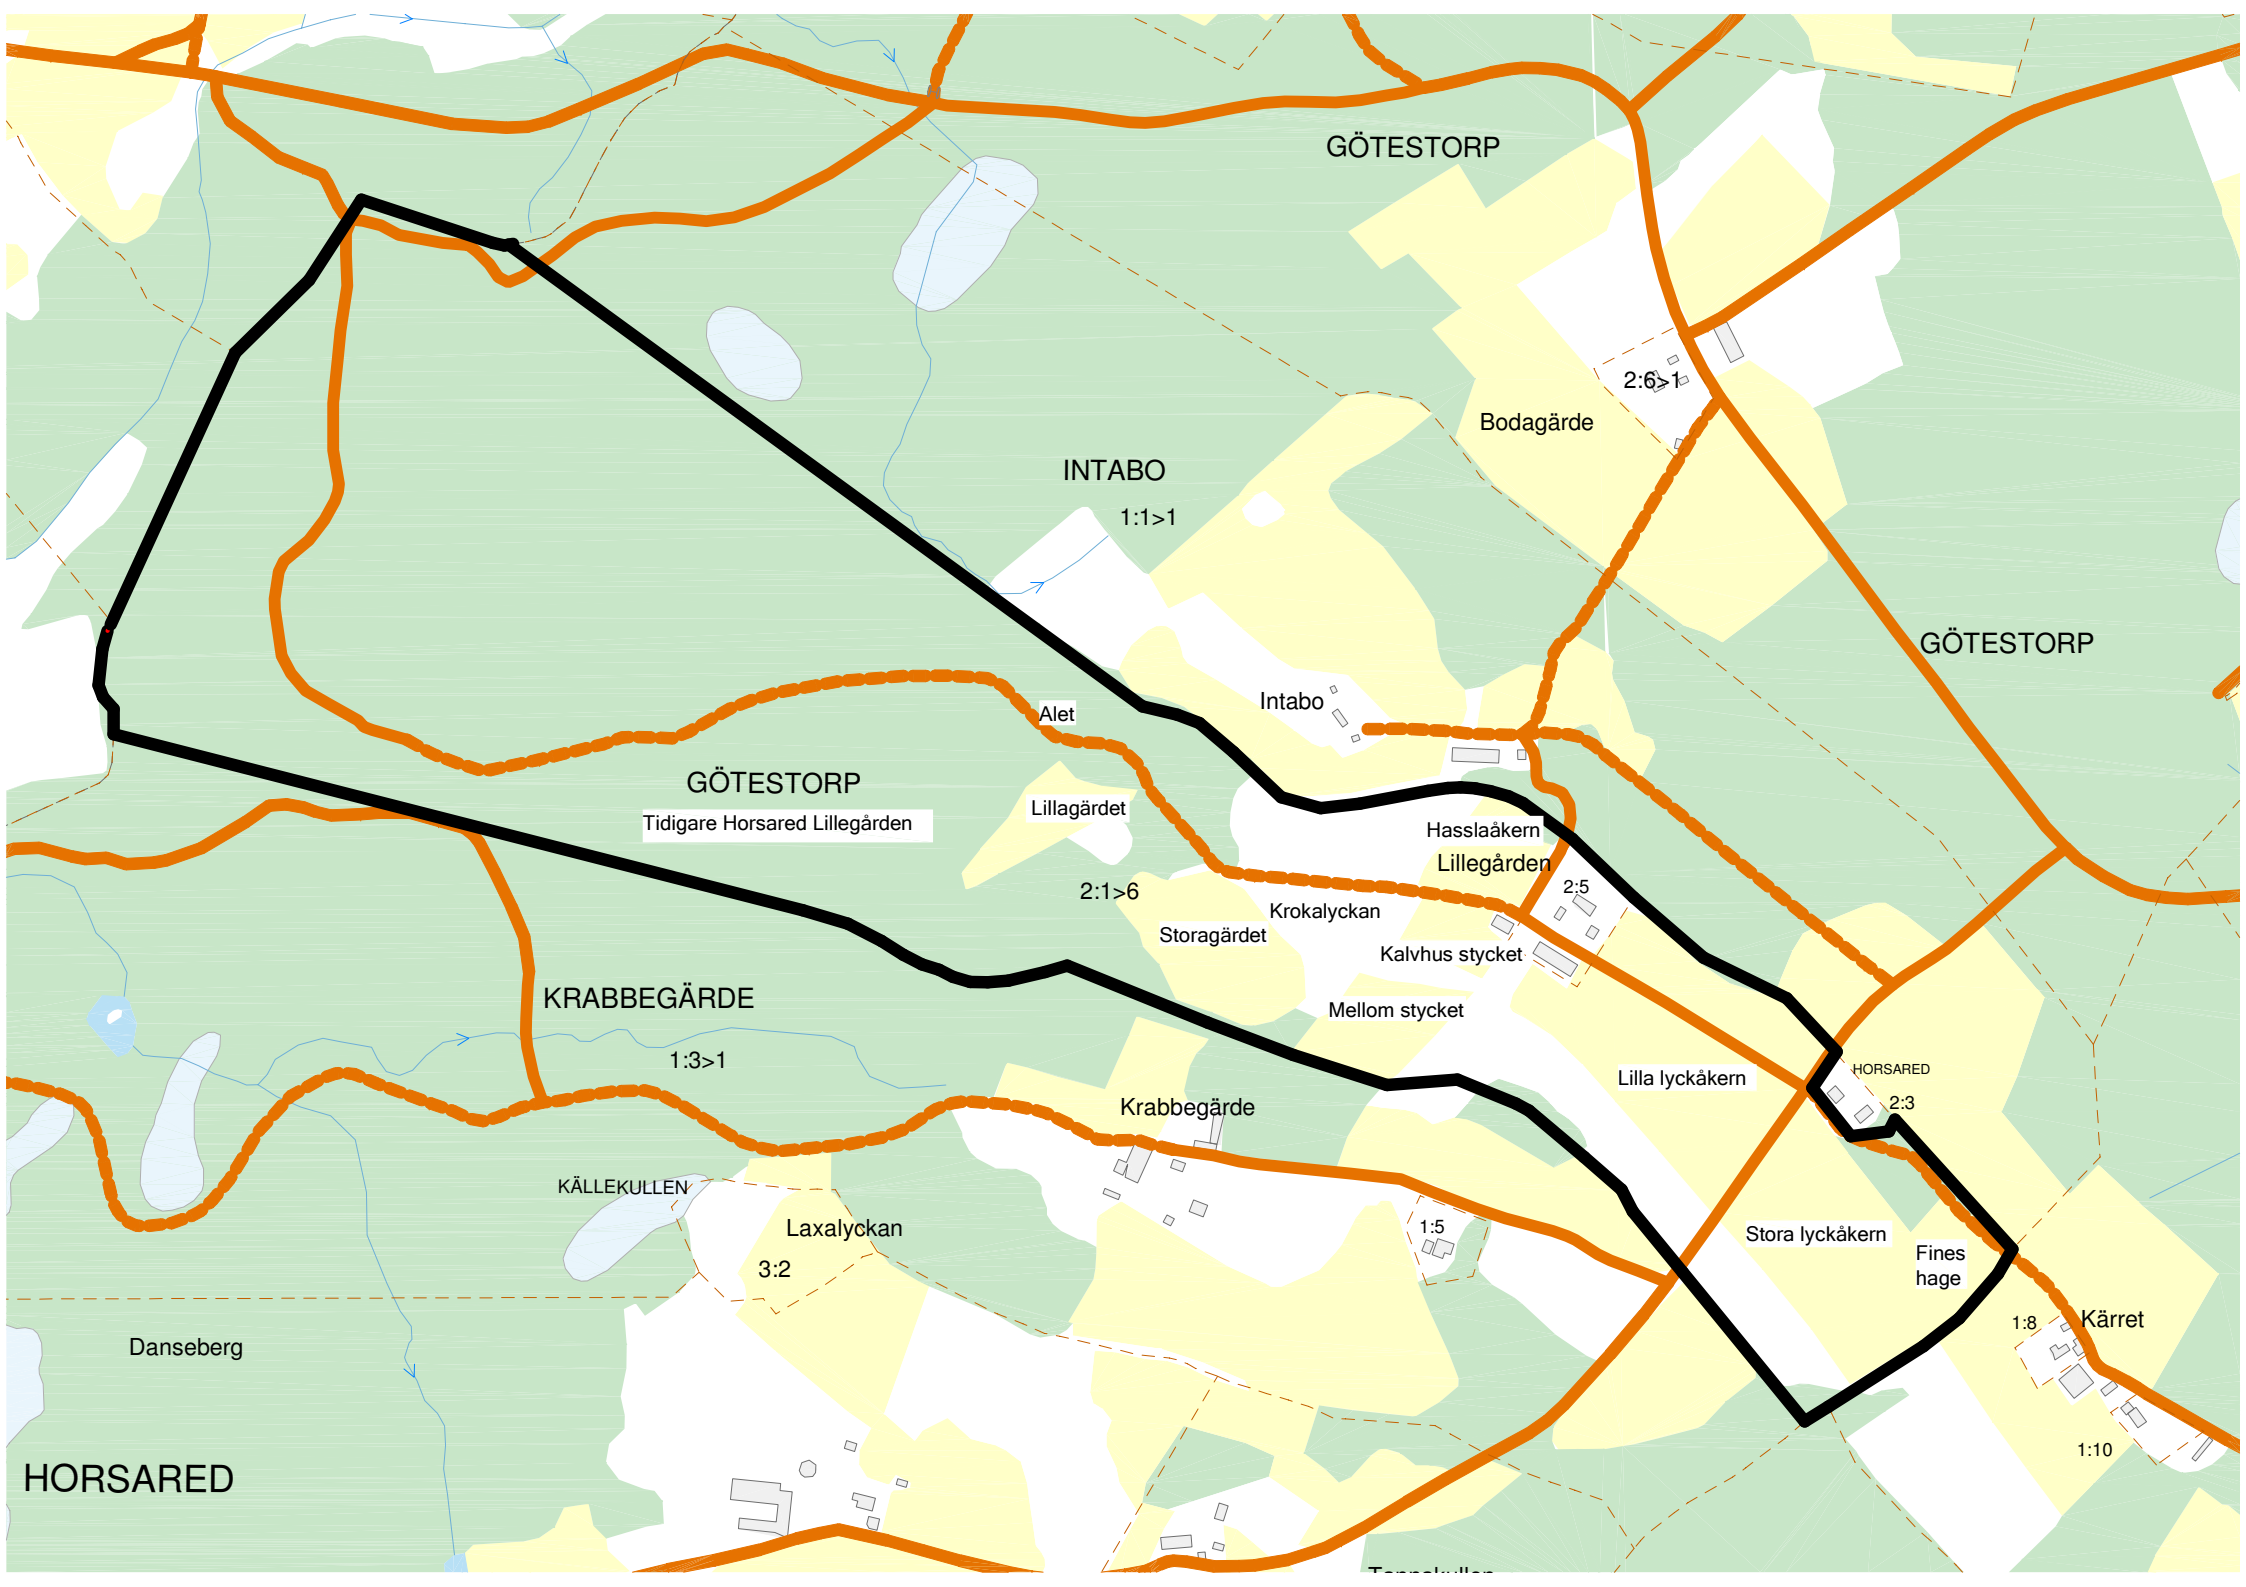 GÖTESTORP
2:6>1
Bodagärde
INTABO
1:1>1
GÖTESTORP
Intabo
Alet
GÖTESTORP
Tidigare Horsared Lillegården
Lillagärdet
Hasslaåkern
Lillegården
2:5
2:1>6
Krokalyckan
Storagärdet
Kalvhus stycket
KRABBEGÄRDE
Mellom stycket
1:3>1
HORSARED
Lilla lyckåkern
2:3
Krabbegärde
KÄLLEKULLEN
Laxalyckan
1:5
Stora lyckåkern
Fines
hage
3:2
1:8
Kärret
Danseberg
1:10
HORSARED